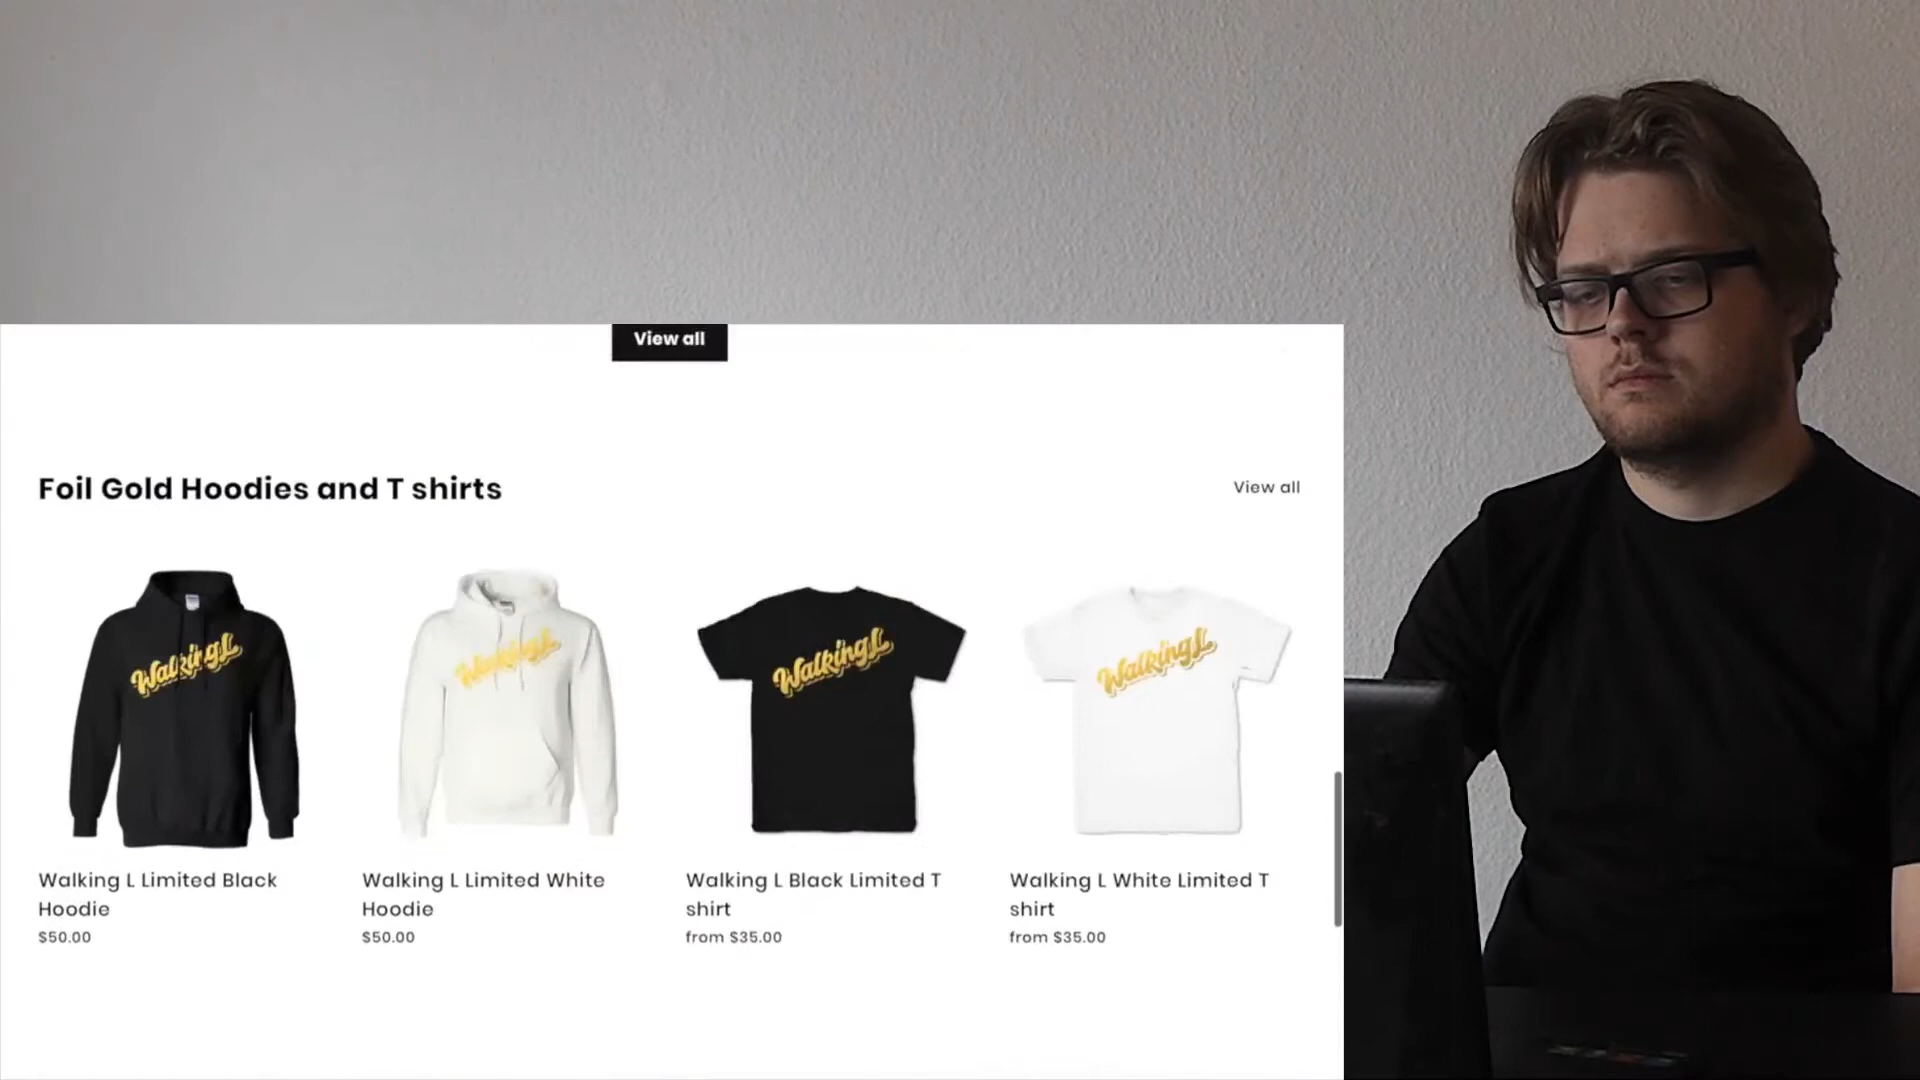 View all
Foil Gold Hoodies and T shirts
View all
WalkingL
WalkingL
WalkingL
WalkingL
Walking L Limited Black
Hoodie
$50.00
Walking L Limited White
Hoodie
$50.00
Walking L Black Limited T
shirt
from $35.00
Walking L White Limited T
shirt
from $35.00